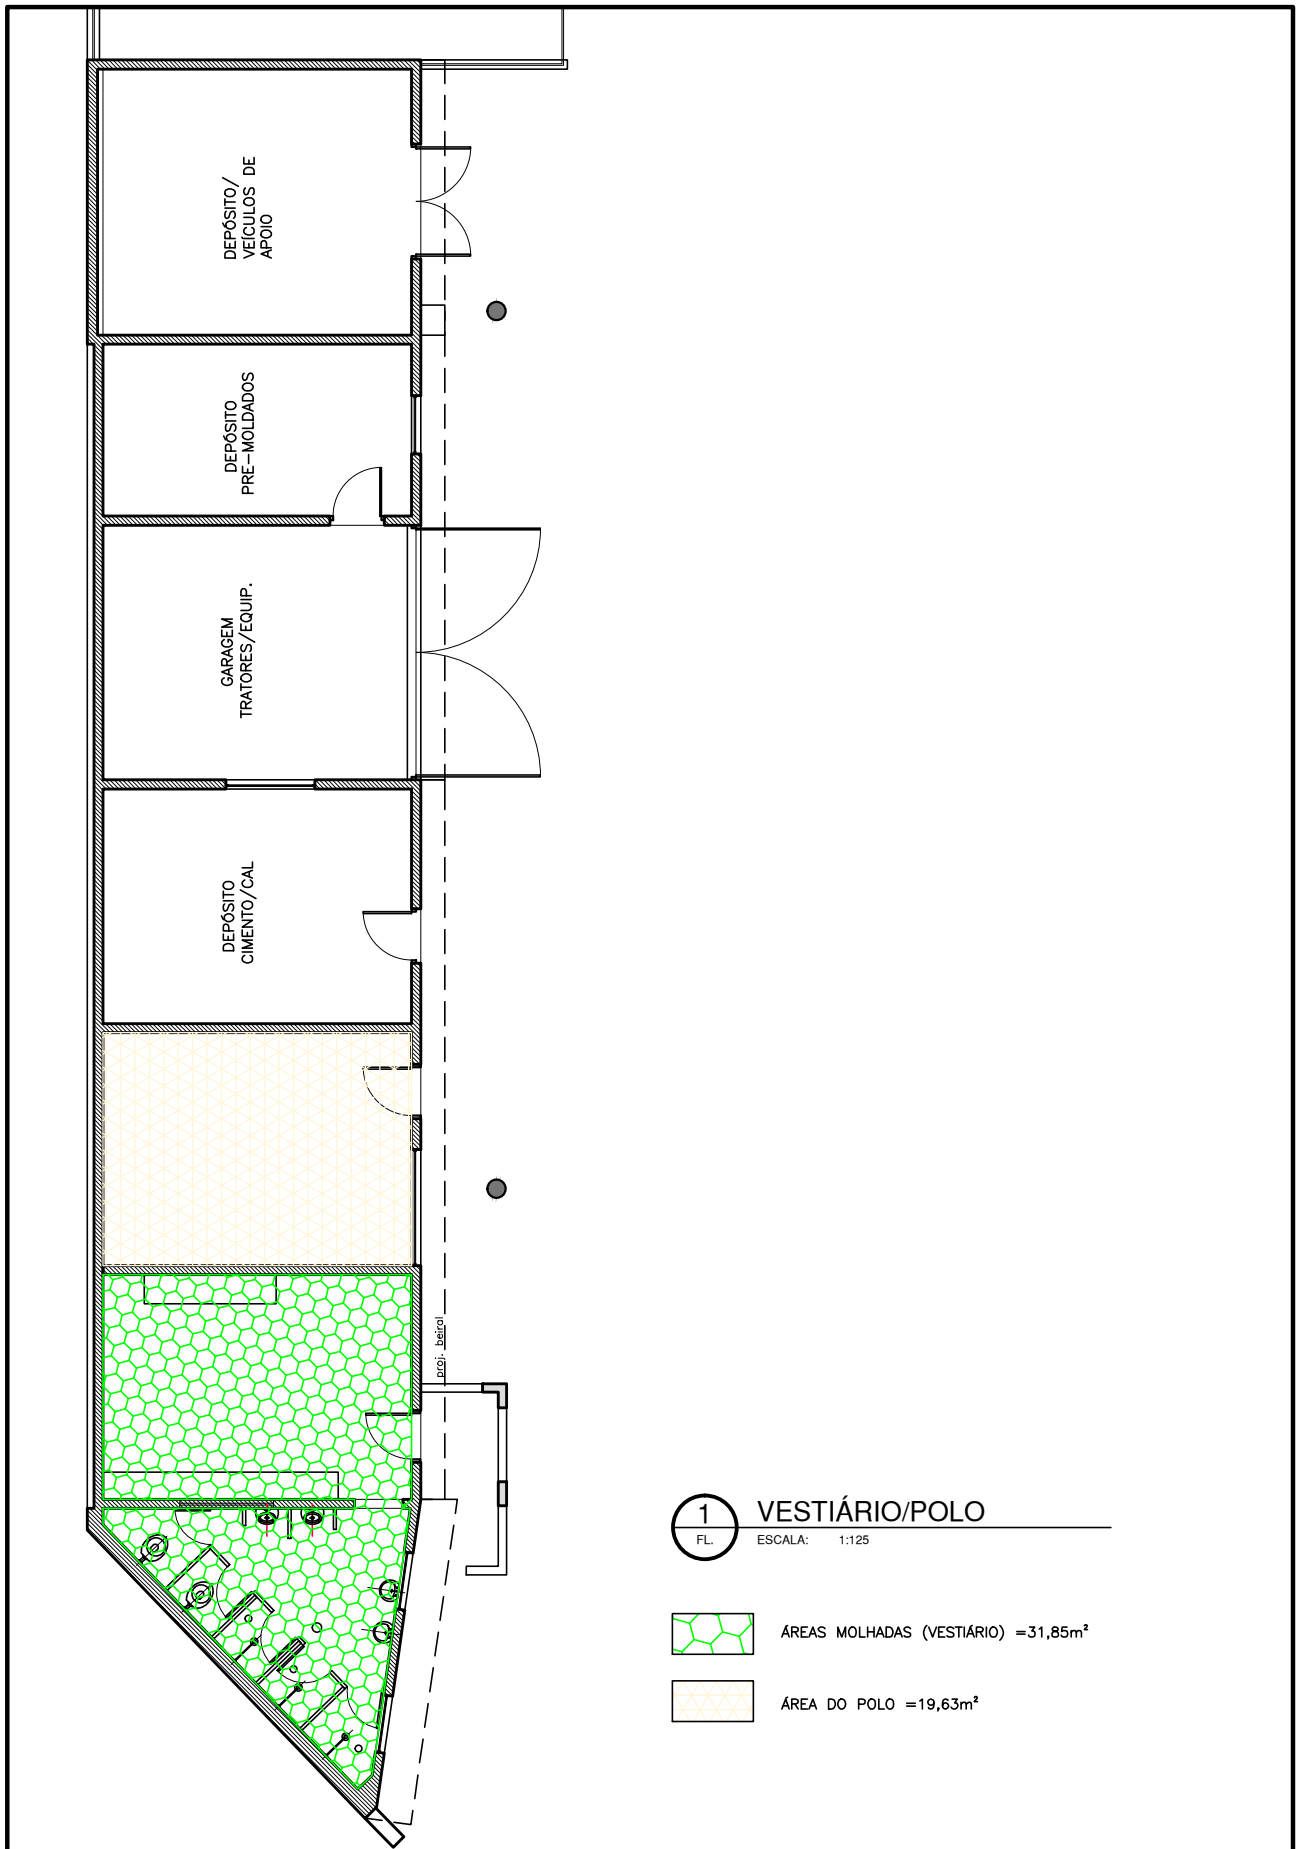 DEPÓSITO/
VEÍCULOS DE
APOIO
DEPÓSITO
PRE-MOLDADOS
GARAGEM
TRATORES/EQUIP.
DEPÓSITO
CIMENTO/CAL
proj. beiral
1
FL.
VESTIÁRIO/POLO
ESCALA: 1:125
ÁREAS MOLHADAS (VESTIÁRIO) =31,85m²
ÁREA DO POLO =19,63m²